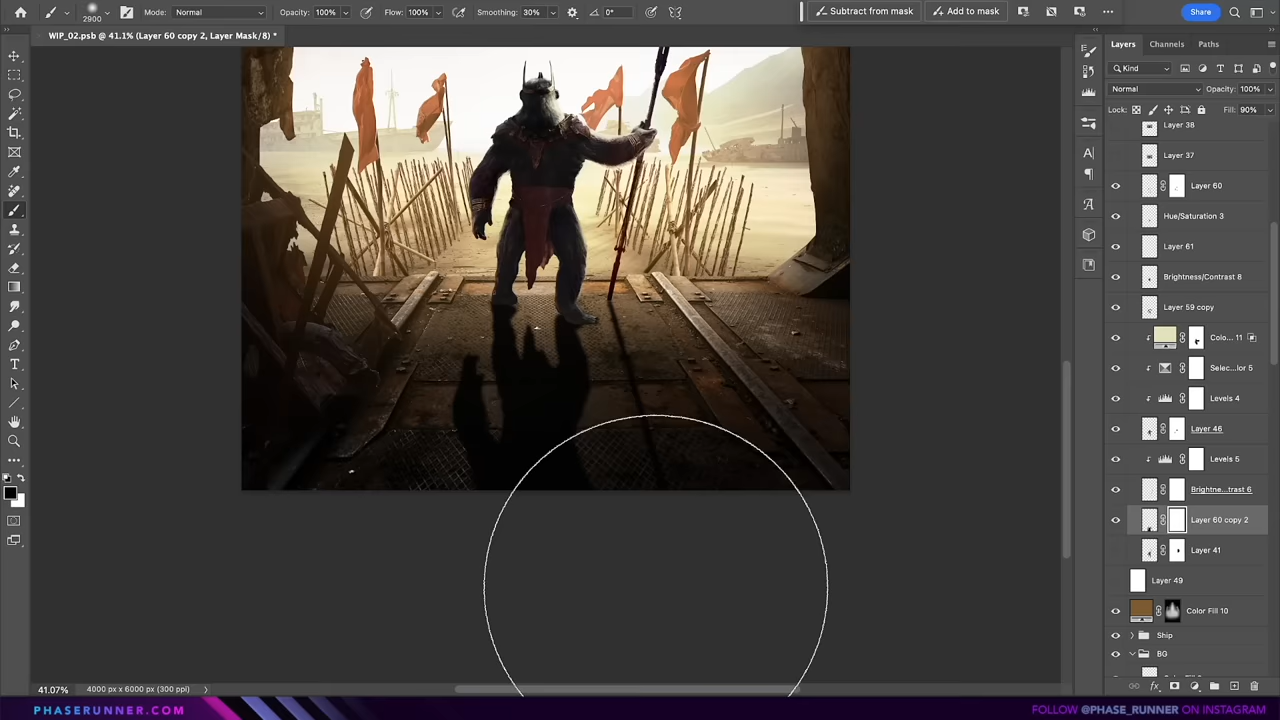 2900
Mode: Normal
Opacity: 100%
Flow: 100%
Smoothing: 30%
0°
Subtract from mask
Add to mask
Share
WIP_02.psb @ 41.1% (Layer 60 copy 2, Layer Mask/8) *
Layers
Channels
Paths
Kind
Normal
Opacity: 100%
Lock:
Fill: 90%
Layer 38
Layer 37
Layer 60
Hue/Saturation 3
Layer 61
Brightness/Contrast 8
Layer 59 copy
Colo... 11
Selec...lor 5
Levels 4
Layer 46
Levels 5
Brightne...trast 6
Layer 60 copy 2
Layer 41
Layer 49
Color Fill 10
Ship
BG
41.07%
4000 px x 6000 px (300 ppi)
PHASERUNNER.COM
FOLLOW @PHASE_RUNNER ON INSTAGRAM